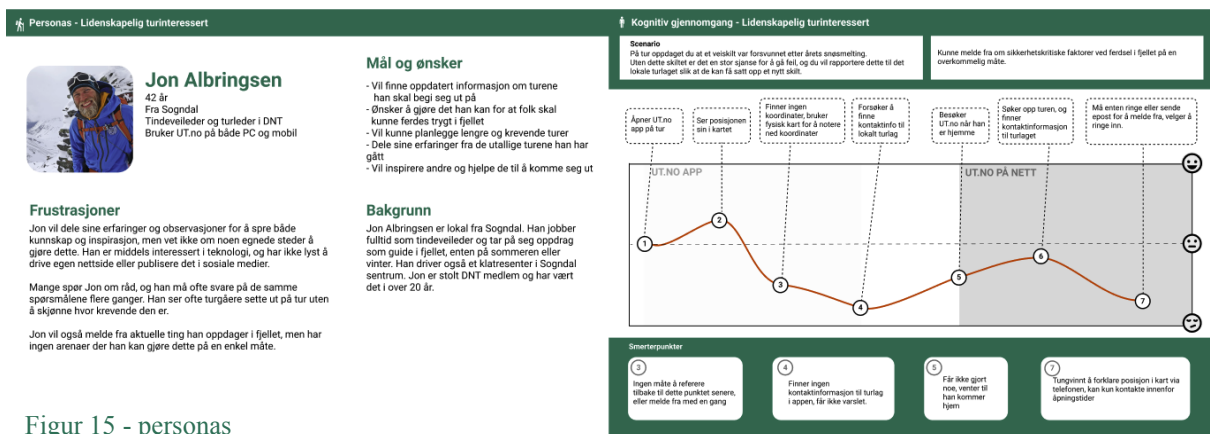 Personas - Lidenskapelig turinteressert
Jon Albringsen
42 år
Fra Sogndal
Tindeveileder og turleder i DNT
Bruker UT.no på både PC og mobil
Mål og ønsker
- Vil finne oppdatert informasjon om turene
han skal begi seg ut på
- Ønsker å gjøre det han kan for at folk skal
kunne ferdes trygt i fjellet
- Vil kunne planlegge lengre og krevende turer
- Dele sine erfaringer fra de utallige turene han har
gått
- Vil inspirere andre og hjelpe de til å komme seg ut
Frustrasjoner
Jon vil dele sine erfaringer og observasjoner for å spre både
kunnskap og inspirasjon, men vet ikke om noen egnede steder å
gjøre dette. Han er middels interessert i teknologi, og har ikke lyst å
drive egen nettside eller publisere det i sosiale medier.
Mange spør Jon om råd, og han må ofte svare på de samme
spørsmålene flere ganger. Han ser ofte turgåere sette ut på tur uten
å skjønne hvor krevende den er.
Jon vil også melde fra aktuelle ting han oppdager i fjellet, men har
ingen arenaer der han kan gjøre dette på en enkel måte.
Bakgrunn
Jon Albringsen er lokal fra Sogndal. Han jobber
fulltid som tindeveileder og tar på seg oppdrag
som guide i fjellet, enten på sommeren eller
vinter. Han driver også et klatresenter i Sogndal
sentrum. Jon er stolt DNT medlem og har vært
det i over 20 år.
Figur 15 - personas
Kognitiv gjennomgang - Lidenskapelig turinteressert
Scenario
På tur oppdaget du at et veiskilt var forsvunnet etter årets snøsmelting.
Uten dette skiltet er det en stor sjanse for å gå feil, og du vil rapportere dette til det
lokale turlaget slik at de kan få satt opp et nytt skilt.
Kunne melde fra om sikkerhetskritiske faktorer ved ferdsel i fjellet på en
overkommelig måte.
Åpner UT.no
app på tur
Ser posisjonen
sin i kartet
Finner ingen
koordinater, bruker
fysisk kart for å notere
ned koordinater
Forsøker å
finne
kontaktinfo til
lokalt turlag
Besøker
UT.no når han
er hjemme
Søker opp turen, og
finner
kontaktinformasjon
til turlaget
Må enten ringe eller sende
epost for å melde fra, velger å
ringe inn.
UT.NO APP
UT.NO PÅ NETT
1
2
3
4
5
6
7
Smerterpunkter
3
Ingen måte å referere
tilbake til dette punktet senere,
eller melde fra med en gang
4
Finner ingen
kontaktinformasjon til turlag
i appen, får ikke varslet.
5
Får ikke gjort
noe, venter til
han kommer
hjem
7
Tungvinnt å forklare posisjon i kart via
telefonen, kan kun kontakte innenfor
åpningstider